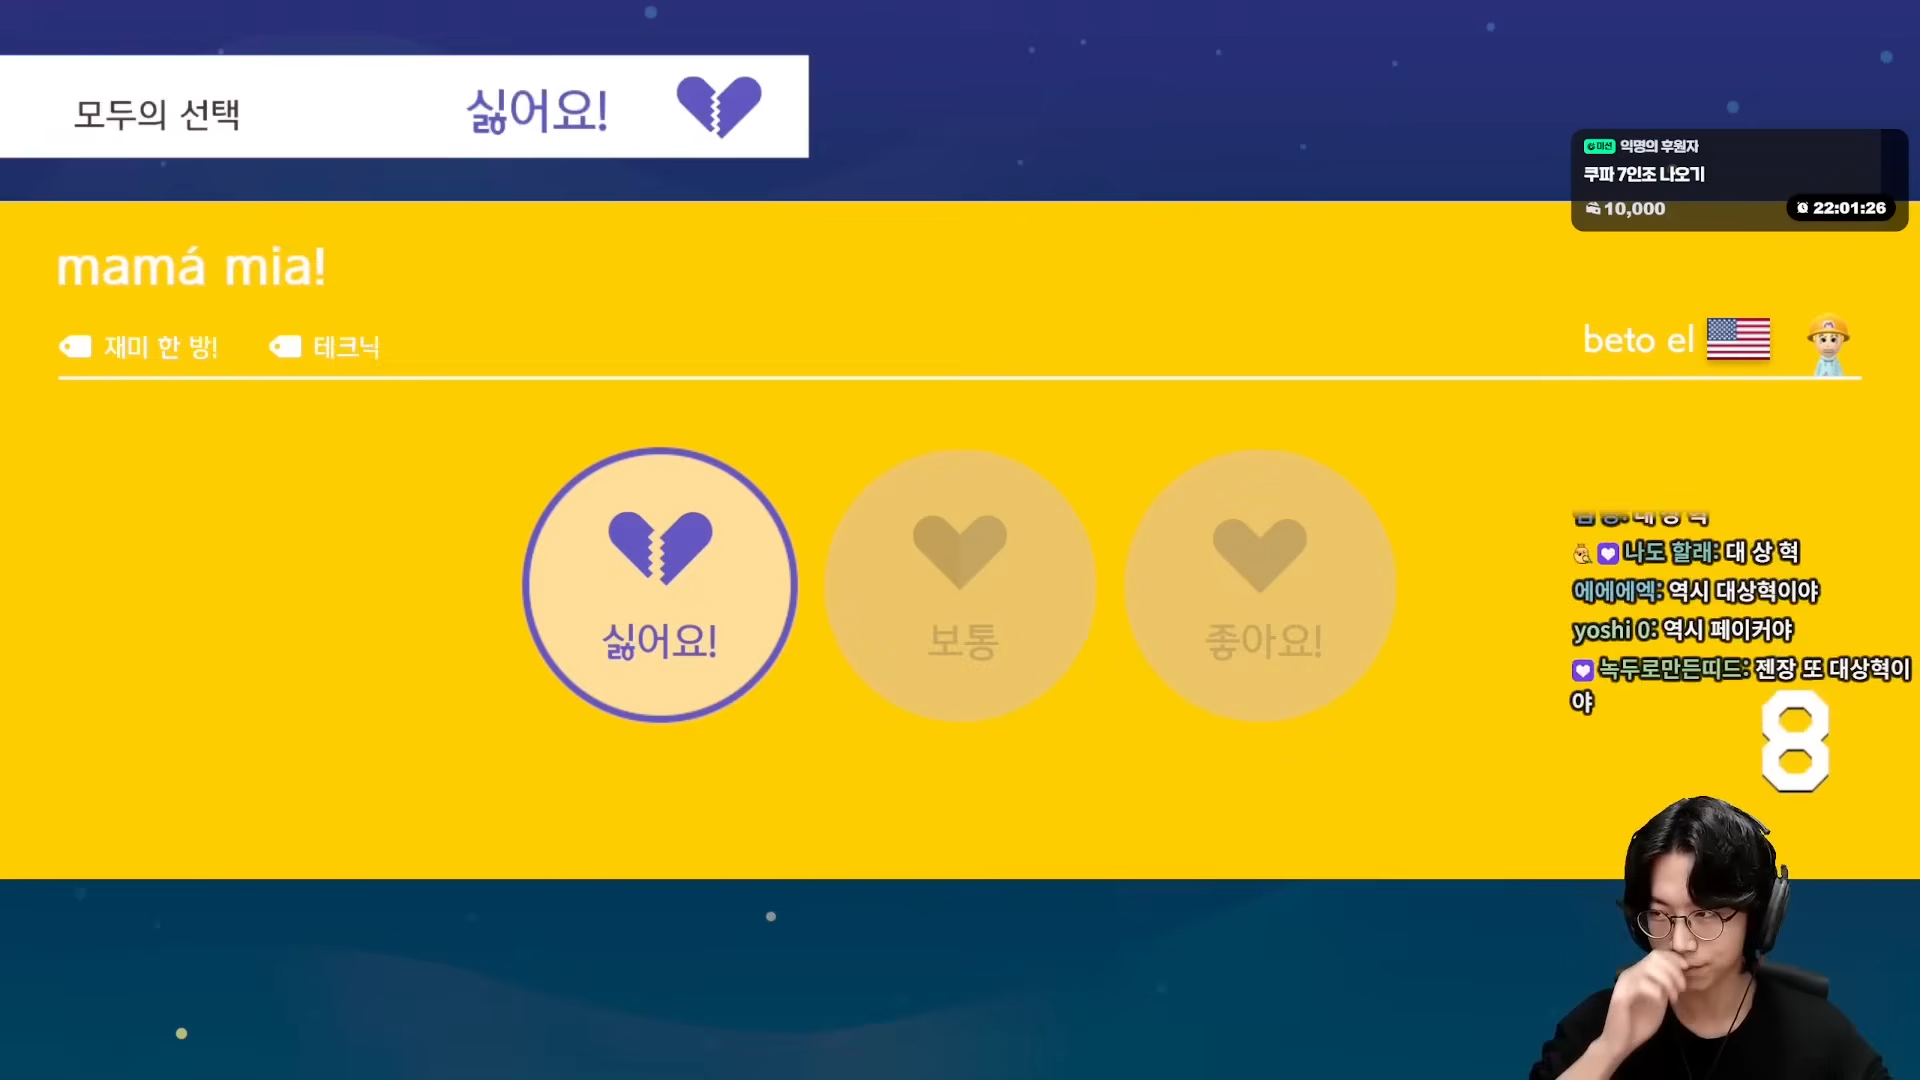 모두의 선택
싫어요!
미션 익명의 후원자
쿠파 7인조 나오기
10,000
22:01:26
mamá mia!
재미 한 방!
테크닉
beto el
싫어요!
보통
좋아요!
나도 할래: 대 상 혁
에에에엑: 역시 대상혁이야
yoshi 0: 역시 페이커야
녹두로만든띠드: 젠장 또 대상혁이
야
8